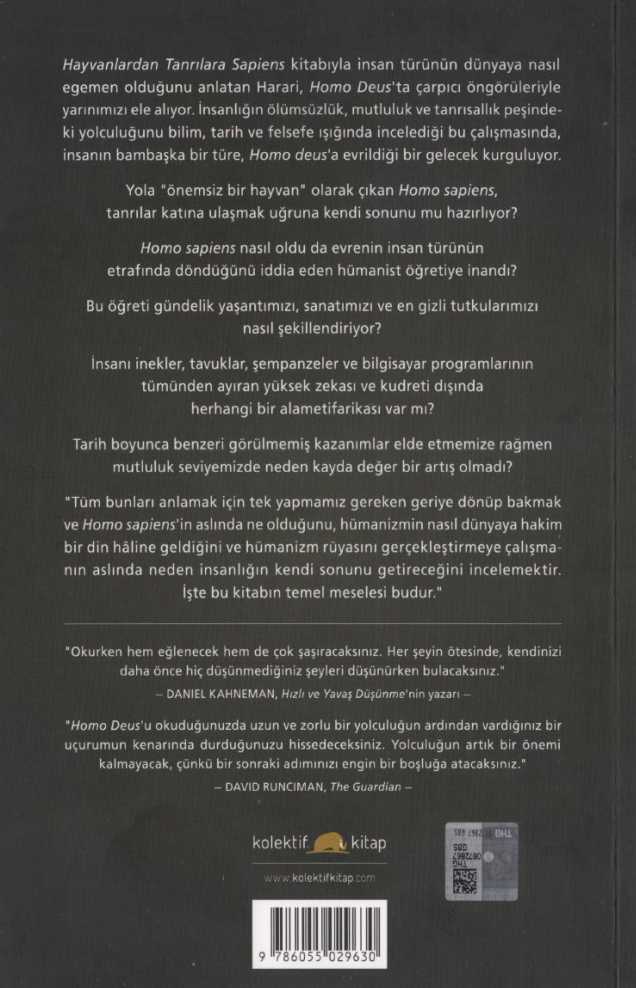 Hayvanlardan Tanrılara Sapiens kitabıyla insan türünün dünyaya nasıl
egemen olduğunu anlatan Harari, Homo Deus'ta çarpıcı öngörüleriyle
yarınımızı ele alıyor. İnsanlığın ölümsüzlük, mutluluk ve tanrısallık peşinde-
ki yolculuğunu bilim, tarih ve felsefe ışığında incelediği bu çalışmasında,
insanın bambaşka bir türe, Homo deus'a evrildiği bir gelecek kurguluyor.
Yola "önemsiz bir hayvan" olarak çıkan Homo sapiens,
tanrılar katına ulaşmak uğruna kendi sonunu mu hazırlıyor?
Homo sapiens nasıl oldu da evrenin insan türünün
etrafında döndüğünü iddia eden hümanist öğretiye inandı?
Bu öğreti gündelik yaşantımızı, sanatımızı ve en gizli tutkularımızı
nasıl şekillendiriyor?
İnsanı inekler, tavuklar, şempanzeler ve bilgisayar programlarının
tümünden ayıran yüksek zekası ve kudreti dışında
herhangi bir alametifarikası var mı?
Tarih boyunca benzeri görülmemiş kazanımlar elde etmemize rağmen
mutluluk seviyemizde neden kayda değer bir artış olmadı?
"Tüm bunları anlamak için tek yapmamız gereken geriye dönüp bakmak
ve Homo sapiens'in aslında ne olduğunu, hümanizmin nasıl dünyaya hakim
bir din hâline geldiğini ve hümanizm rüyasını gerçekleştirmeye çalışma-
nın aslında neden insanlığın kendi sonunu getireceğini incelemektir.
İşte bu kitabın temel meselesi budur."
"Okurken hem eğlenecek hem de çok şaşıracaksınız. Her şeyin ötesinde, kendinizi
daha önce hiç düşünmediğiniz şeyleri düşünürken bulacaksınız."
– DANIEL KAHNEMAN, Hızlı ve Yavaş Düşünme'nin yazarı –
"Homo Deus'u okuduğunuzda uzun ve zorlu bir yolculuğun ardından vardığınız bir
uçurumun kenarında durduğunuzu hissedeceksiniz. Yolculuğun artık bir önemi
kalmayacak, çünkü bir sonraki adımınızı engin bir boşluğa atacaksınız."
– DAVID RUNCIMAN, The Guardian –
kolektif kitap
www.kolektifkitap.com
THG
0872867
GBS
9 786055 029630